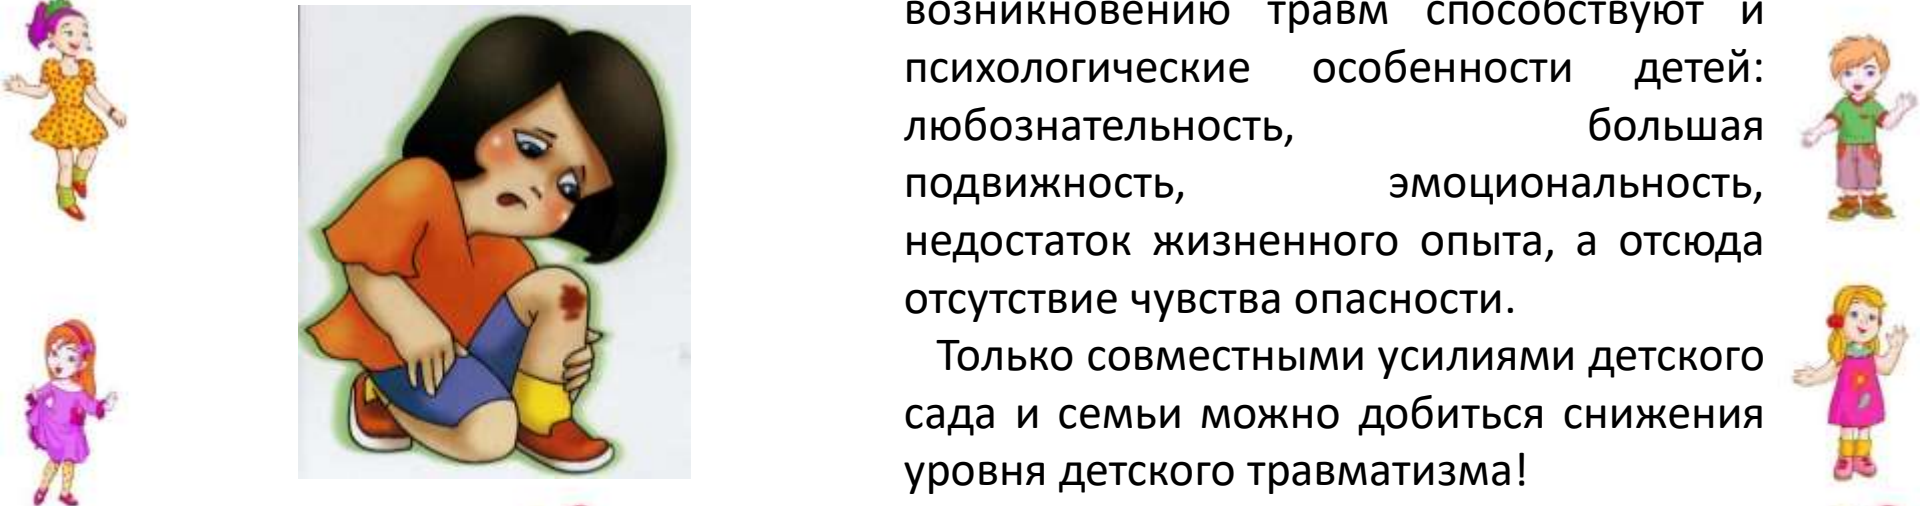 возникновению травм способствуют и
психологические особенности детей:
любознательность, большая
подвижность, эмоциональность,
недостаток жизненного опыта, а отсюда
отсутствие чувства опасности.
Только совместными усилиями детского
сада и семьи можно добиться снижения
уровня детского травматизма!